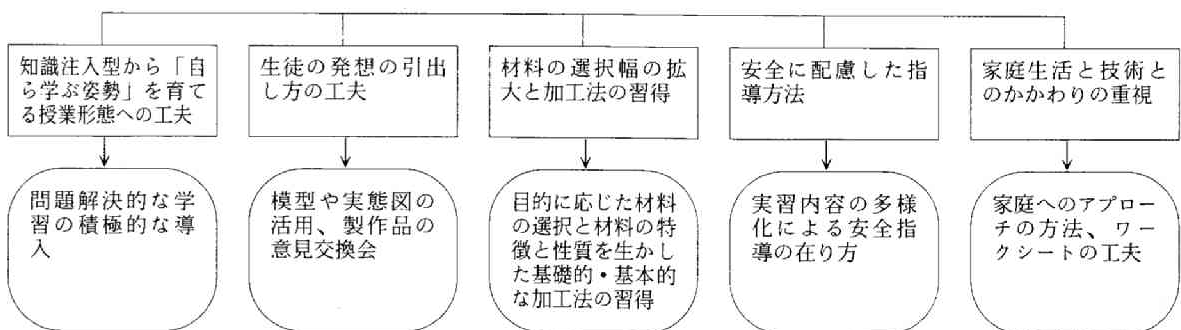 知識注入型から「自
ら学ぶ姿勢」を育て
る授業形態への工夫
生徒の発想の引出
し方の工夫
材料の選択幅の拡
大と加工法の習得
安全に配慮した指
導方法
家庭生活と技術と
のかかわりの重視
問題解決的な学
習の積極的な導
入
模型や実態図の
活用、製作品の
意見交換会
目的に応じた材料
の選択と材料の特
徴と性質を生かし
た基礎的・基本的
な加工法の習得
実習内容の多様
化による安全指
導の在り方
家庭へのアプロー
チの方法、ワー
クシートの工夫